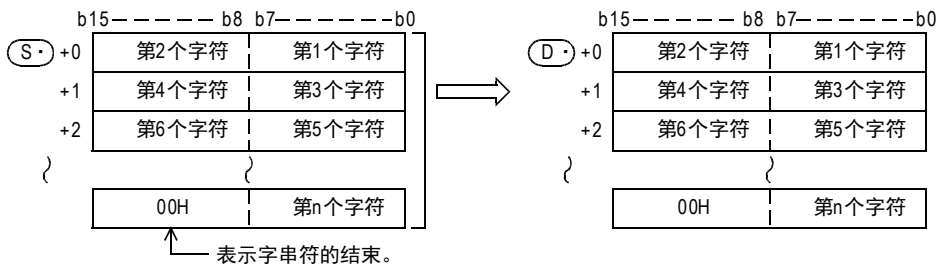 b15—————— b8 b7——————b0 b15—————— b8 b7——————b0
S· +0 第2个字符 第1个字符 D· +0 第2个字符 第1个字符
+1 第4个字符 第3个字符 +1 第4个字符 第3个字符
+2 第6个字符 第5个字符 +2 第6个字符 第5个字符
00H 第n个字符 00H 第n个字符
表示字串符的结束。